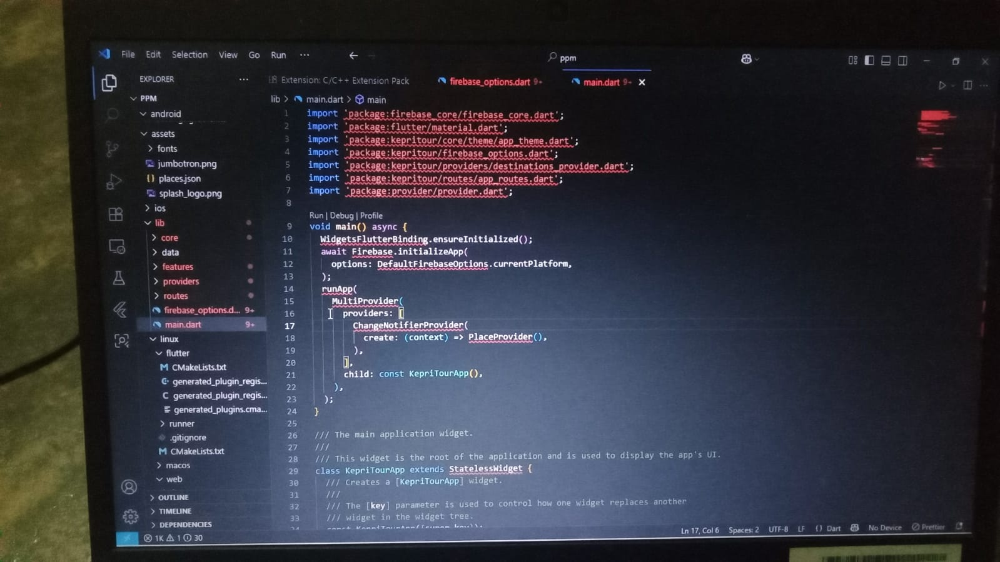 File Edit Selection View Go Run ···
ppm
EXPLORER ···
Extension: C/C++ Extension Pack
firebase_options.dart 9+
main.dart 9+
PPM
android
assets
fonts
jumbotron.png
{} places.json
splash_logo.png
ios
lib
core
data
features
providers
routes
firebase_options.d... 9+
main.dart 9+
linux
flutter
M CMakeLists.txt
generated_plugin_regis...
C generated_plugin_regis...
generated_plugins.cma...
runner
.gitignore
M CMakeLists.txt
macos
web
OUTLINE
TIMELINE
DEPENDENCIES
lib > main.dart > main
1 import 'package:firebase_core/firebase_core.dart';
2 import 'package:flutter/material.dart';
3 import 'package:kepritour/core/theme/app_theme.dart';
4 import 'package:kepritour/firebase_options.dart';
5 import 'package:kepritour/providers/destinations_provider.dart';
6 import 'package:kepritour/routes/app_routes.dart';
7 import 'package:provider/provider.dart';
8
Run | Debug | Profile
9 void main() async {
10 WidgetsFlutterBinding.ensureInitialized();
11 await Firebase.initializeApp(
12 options: DefaultFirebaseOptions.currentPlatform,
13 );
14 runApp(
15 MultiProvider(
16 providers: [
17 ChangeNotifierProvider(
18 create: (context) => PlaceProvider(),
19 ),
20 ],
21 child: const KepriTourApp(),
22 ),
23 );
24 }
25
26 /// The main application widget.
27 ///
28 /// This widget is the root of the application and is used to display the app's UI.
29 class KepriTourApp extends StatelessWidget {
30 /// Creates a [KepriTourApp] widget.
31 ///
32 /// The [key] parameter is used to control how one widget replaces another
33 /// widget in the widget tree.
34 const KepriTourApp({super.key});
1K 1 30
Ln 17, Col 6 Spaces: 2 UTF-8 LF {} Dart No Device Prettier